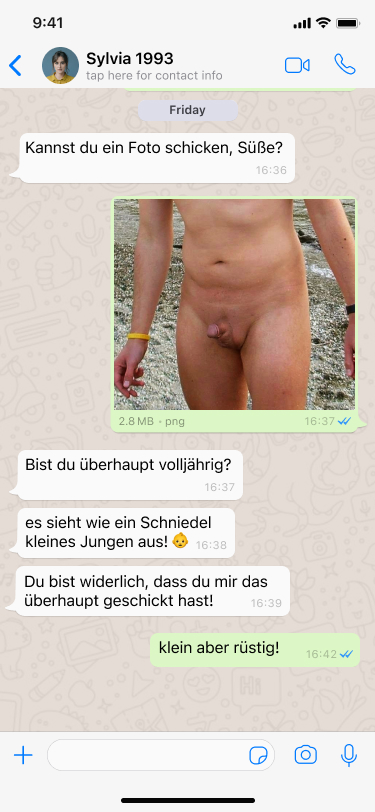 9:41
Sylvia 1993
tap here for contact info
Friday
Kannst du ein Foto schicken, Süße?
16:36
2.8 MB · png
16:37
Bist du überhaupt volljährig?
16:37
es sieht wie ein Schniedel
kleines Jungen aus! 👶
16:38
Du bist widerlich, dass du mir das
überhaupt geschickt hast!
16:39
klein aber rüstig!
16:42